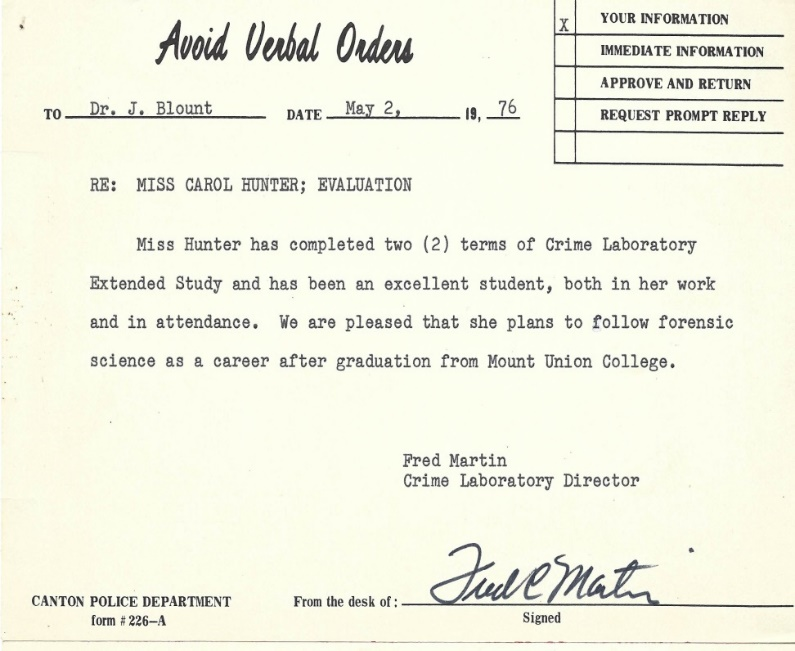 Avoid Verbal Orders
X YOUR INFORMATION
IMMEDIATE INFORMATION
APPROVE AND RETURN
REQUEST PROMPT REPLY
TO Dr. J. Blount DATE May 2, 19, 76
RE: MISS CAROL HUNTER; EVALUATION
Miss Hunter has completed two (2) terms of Crime Laboratory
Extended Study and has been an excellent student, both in her work
and in attendance. We are pleased that she plans to follow forensic
science as a career after graduation from Mount Union College.
Fred Martin
Crime Laboratory Director
CANTON POLICE DEPARTMENT
form # 226-A
From the desk of: Fred C Martin
Signed